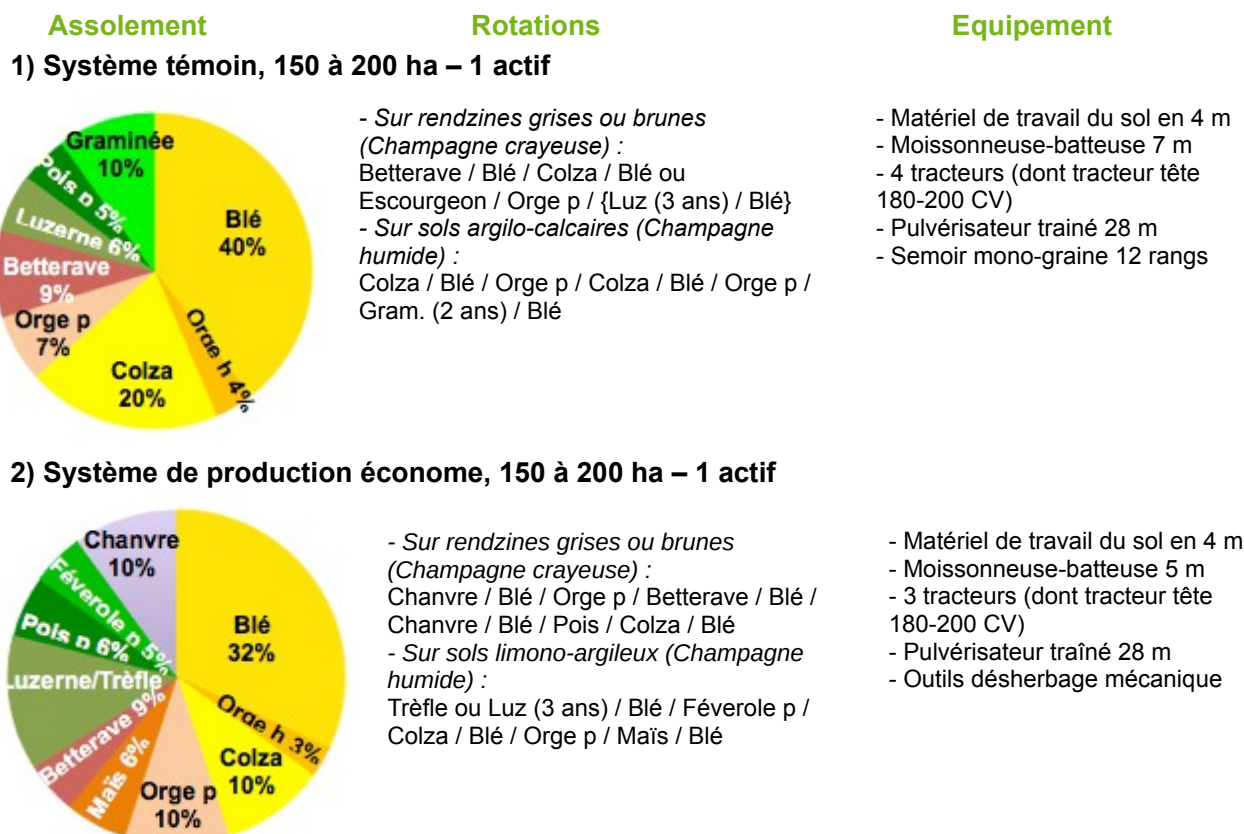 Assolement
Rotations
Equipement
1) Système témoin, 150 à 200 ha – 1 actif
Graminée
10%
Pois p 5%
Luzerne 6%
Betterave
9%
Orge p
7%
Colza
20%
Orge h 4%
Blé
40%
- Sur rendzines grises ou brunes
(Champagne crayeuse) :
Betterave / Blé / Colza / Blé ou
Escourgeon / Orge p / {Luz (3 ans) / Blé}
- Sur sols argilo-calcaires (Champagne
humide) :
Colza / Blé / Orge p / Colza / Blé / Orge p /
Gram. (2 ans) / Blé
- Matériel de travail du sol en 4 m
- Moissonneuse-batteuse 7 m
- 4 tracteurs (dont tracteur tête
180-200 CV)
- Pulvérisateur trainé 28 m
- Semoir mono-graine 12 rangs
2) Système de production économe, 150 à 200 ha – 1 actif
Chanvre
10%
Féverole p 5%
Pois p 6%
Luzerne/Trèfle
Betterave 9%
Maïs 6%
Orge p
10%
Colza
10%
Orge h 3%
Blé
32%
- Sur rendzines grises ou brunes
(Champagne crayeuse) :
Chanvre / Blé / Orge p / Betterave / Blé /
Chanvre / Blé / Pois / Colza / Blé
- Sur sols limono-argileux (Champagne
humide) :
Trèfle ou Luz (3 ans) / Blé / Féverole p /
Colza / Blé / Orge p / Maïs / Blé
- Matériel de travail du sol en 4 m
- Moissonneuse-batteuse 5 m
- 3 tracteurs (dont tracteur tête
180-200 CV)
- Pulvérisateur traîné 28 m
- Outils désherbage mécanique